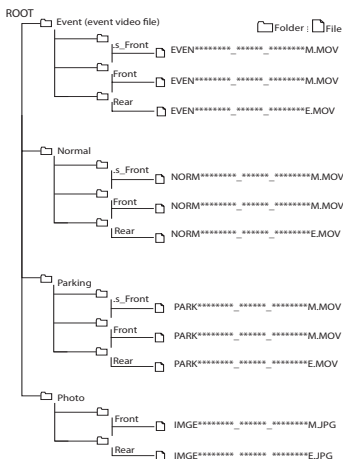 ROOT
Event (event video file)
Folder ; File
.s_Front
EVEN********_******_********M.MOV
Front
EVEN********_******_********M.MOV
Rear
EVEN********_******_********E.MOV
Normal
.s_Front
NORM********_******_********M.MOV
Front
NORM********_******_********M.MOV
Rear
NORM********_******_********E.MOV
Parking
.s_Front
PARK********_******_********M.MOV
Front
PARK********_******_********M.MOV
Rear
PARK********_******_********E.MOV
Photo
Front
IMGE********_******_********M.JPG
Rear
IMGE********_******_********E.JPG